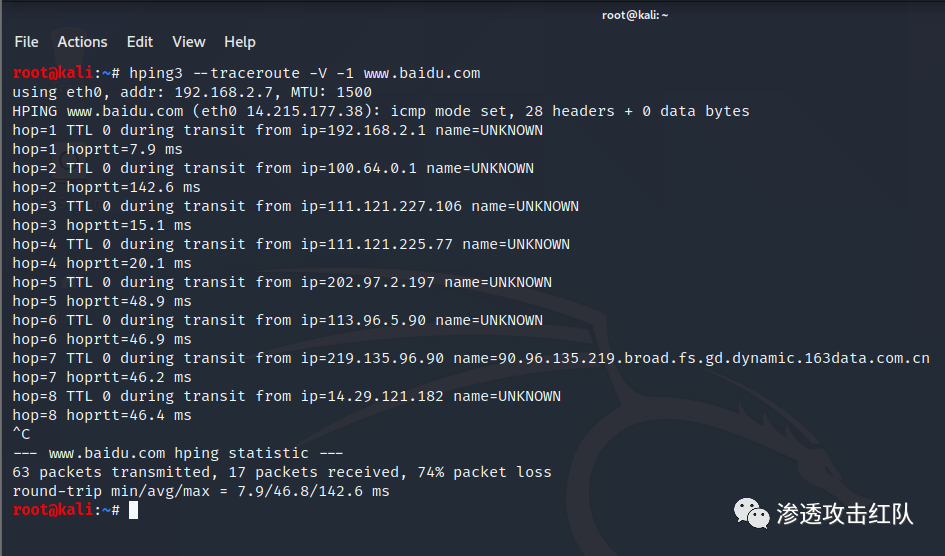 root@kali: ~
File Actions Edit View Help
root@kali:~# hping3 --traceroute -V -1 www.baidu.com
using eth0, addr: 192.168.2.7, MTU: 1500
HPING www.baidu.com (eth0 14.215.177.38): icmp mode set, 28 headers + 0 data bytes
hop=1 TTL 0 during transit from ip=192.168.2.1 name=UNKNOWN
hop=1 hoprtt=7.9 ms
hop=2 TTL 0 during transit from ip=100.64.0.1 name=UNKNOWN
hop=2 hoprtt=142.6 ms
hop=3 TTL 0 during transit from ip=111.121.227.106 name=UNKNOWN
hop=3 hoprtt=15.1 ms
hop=4 TTL 0 during transit from ip=111.121.225.77 name=UNKNOWN
hop=4 hoprtt=20.1 ms
hop=5 TTL 0 during transit from ip=202.97.2.197 name=UNKNOWN
hop=5 hoprtt=48.9 ms
hop=6 TTL 0 during transit from ip=113.96.5.90 name=UNKNOWN
hop=6 hoprtt=46.9 ms
hop=7 TTL 0 during transit from ip=219.135.96.90 name=90.96.135.219.broad.fs.gd.dynamic.163data.com.cn
hop=7 hoprtt=46.2 ms
hop=8 TTL 0 during transit from ip=14.29.121.182 name=UNKNOWN
hop=8 hoprtt=46.4 ms
^C
--- www.baidu.com hping statistic ---
63 packets transmitted, 17 packets received, 74% packet loss
round-trip min/avg/max = 7.9/46.8/142.6 ms
root@kali:~#
渗透攻击红队